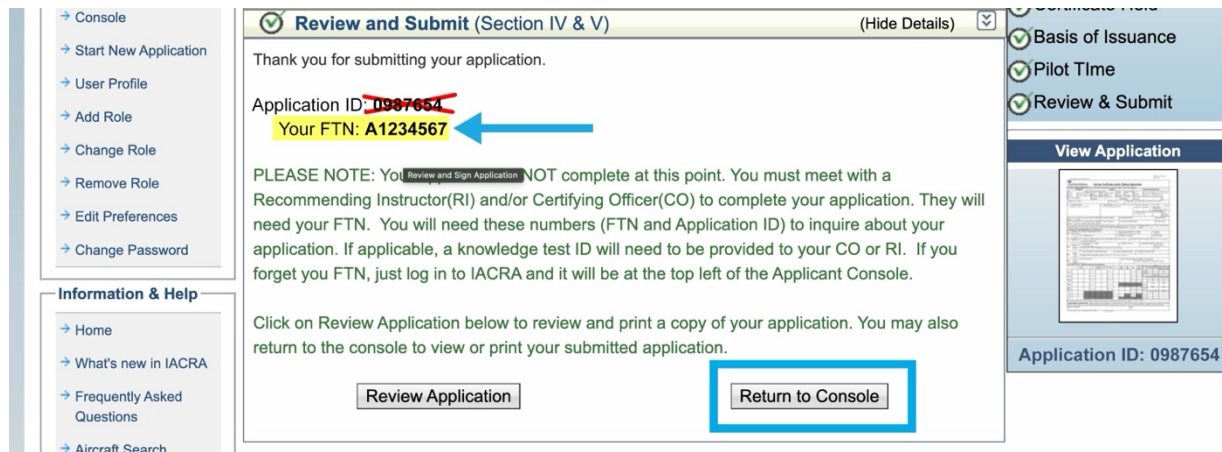 Console
Start New Application
User Profile
Add Role
Change Role
Remove Role
Edit Preferences
Change Password
Information & Help
Home
What's new in IACRA
Frequently Asked
Questions
Aircraft Search
Review and Submit (Section IV & V)
(Hide Details)
Thank you for submitting your application.
Application ID: 0987654
Your FTN: A1234567
PLEASE NOTE: You Review and Sign Application NOT complete at this point. You must meet with a
Recommending Instructor(RI) and/or Certifying Officer(CO) to complete your application. They will
need your FTN. You will need these numbers (FTN and Application ID) to inquire about your
application. If applicable, a knowledge test ID will need to be provided to your CO or RI. If you
forget you FTN, just log in to IACRA and it will be at the top left of the Applicant Console.
Click on Review Application below to review and print a copy of your application. You may also
return to the console to view or print your submitted application.
Review Application
Return to Console
Certificate Held
Basis of Issuance
Pilot TIme
Review & Submit
View Application
Application ID: 0987654